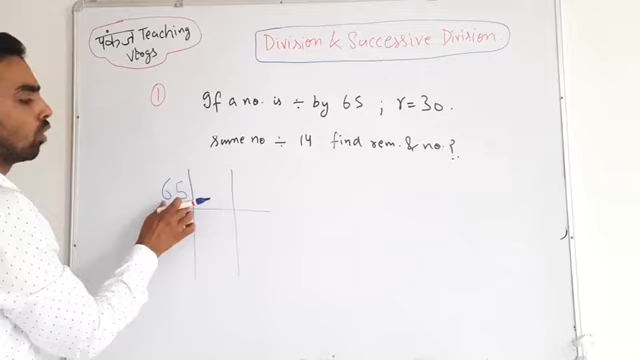 पंकज Teaching
Vlogs
Division & Successive Division
① If a no. is ÷ by 65 ; r=30.
same no ÷ 14 find rem. & no.?
65